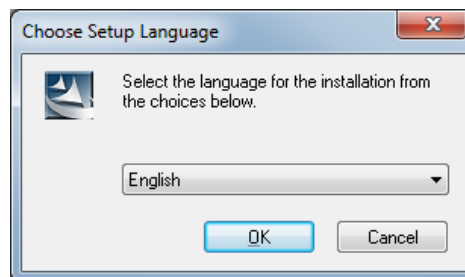 Choose Setup Language
Select the language for the installation from
the choices below.
English
OK
Cancel